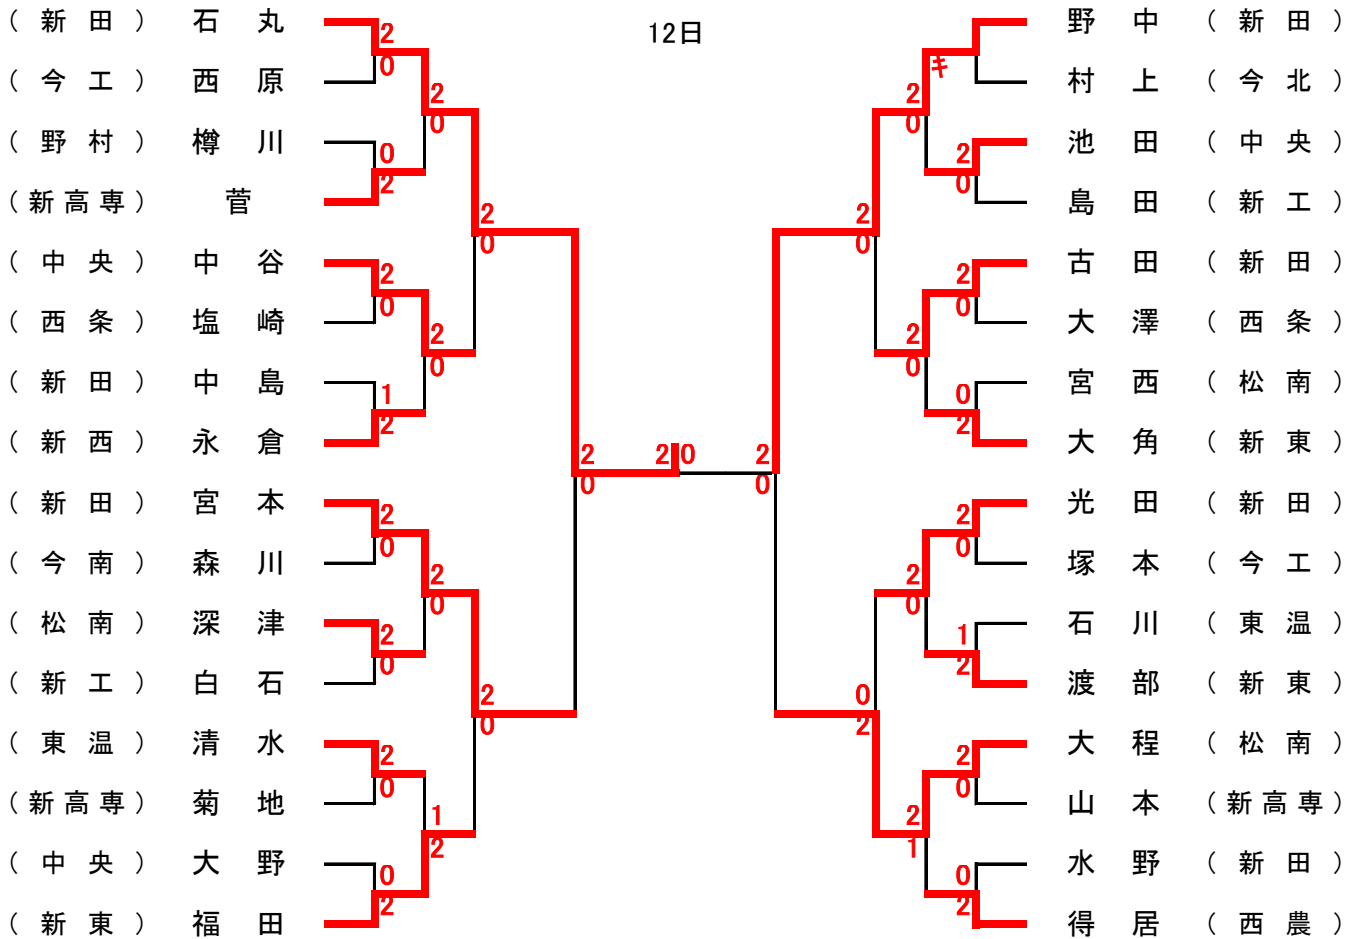 12日
(新田) 石丸
2
0
(今工) 西原
2
0
(野村) 樽川
0
2
(新高専) 菅
2
0
(中央) 中谷
2
0
(西条) 塩崎
2
0
(新田) 中島
1
2
(新西) 永倉
2
0
(新田) 宮本
2
0
(今南) 森川
2
0
(松南) 深津
2
0
(新工) 白石
2
0
(東温) 清水
2
0
(新高専) 菊地
1
2
(中央) 大野
0
2
(新東) 福田
2 0
野中 (新田)
キ
村上 (今北)
2
0
池田 (中央)
2
0
島田 (新工)
2
0
古田 (新田)
2
0
大澤 (西条)
2
0
宮西 (松南)
0
2
大角 (新東)
2
0
光田 (新田)
2
0
塚本 (今工)
2
0
石川 (東温)
1
2
渡部 (新東)
0
2
大程 (松南)
2
0
山本 (新高専)
2
1
水野 (新田)
0
2
得居 (西農)